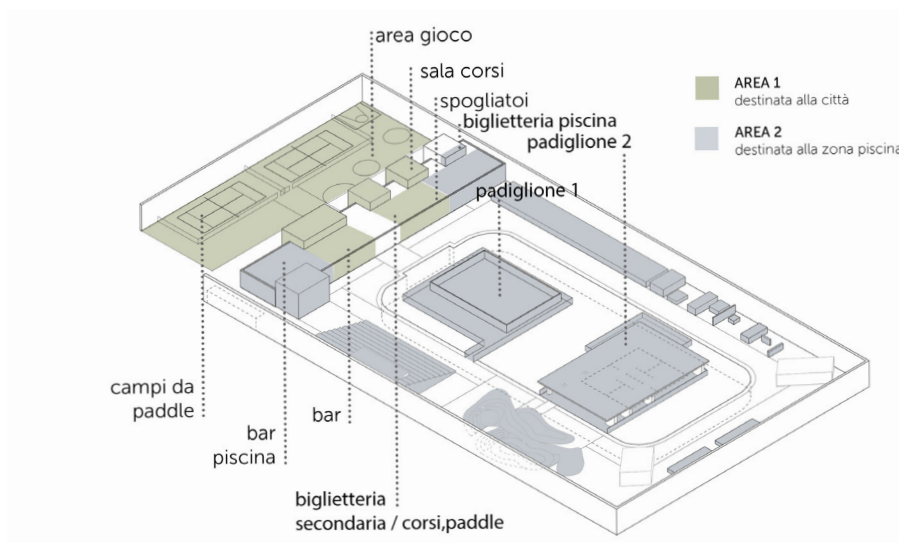 area gioco
sala corsi
spogliatoi
biglietteria piscina
padiglione 2
padiglione 1
AREA 1
destinata alla città
AREA 2
destinata alla zona piscina
campi da
paddle
bar
piscina
bar
biglietteria
secondaria / corsi,paddle